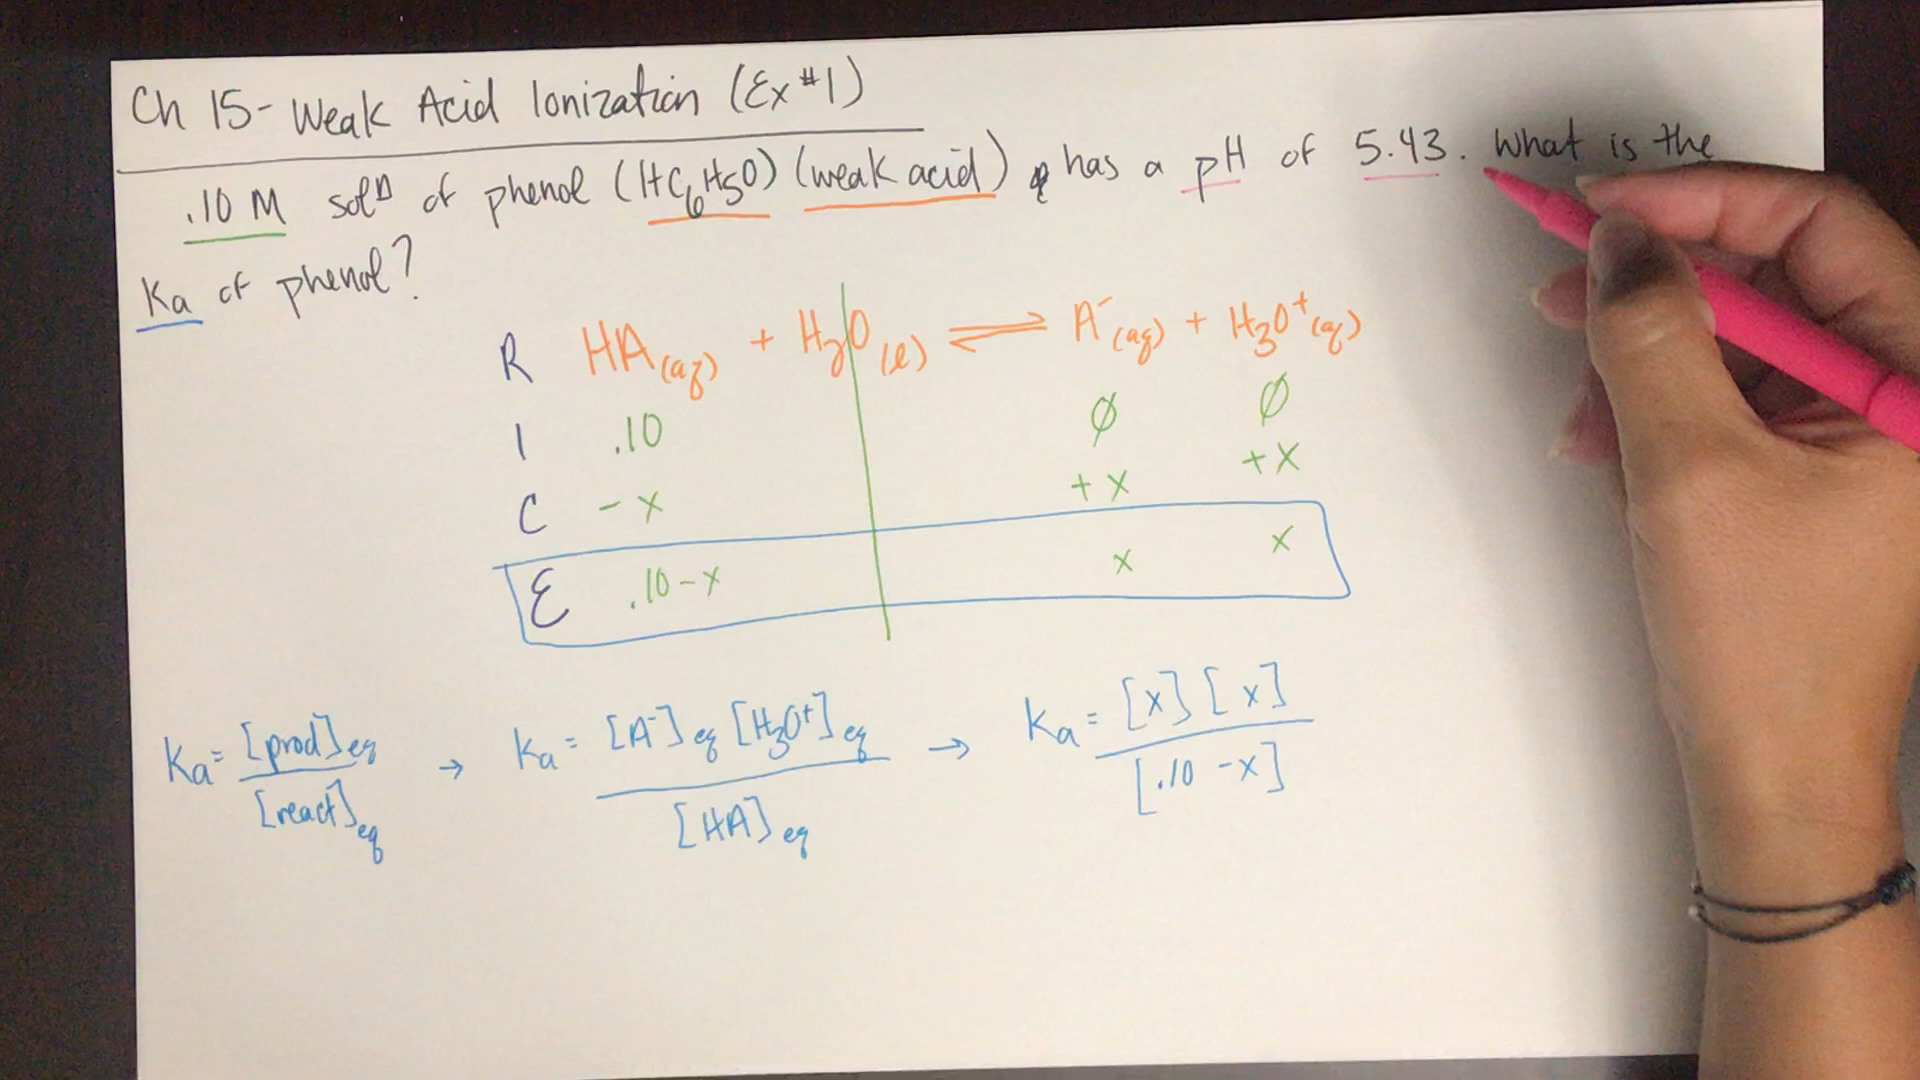 Ch 15 - Weak Acid Ionization (Ex #1)
.10 M solⁿ of phenol (HC₆H₅O) (weak acid) has a pH of 5.43. What is the
Ka of phenol?
R HA(aq) + H₂O(l) ⇌ A⁻(aq) + H₃O⁺(aq)
I .10 Ø Ø
C - x + x + x
E .10 - x x x
Ka = [prod]eq / [react]eq → Ka = [A⁻]eq [H₃O⁺]eq / [HA]eq → Ka = [x][x] / [.10 - x]